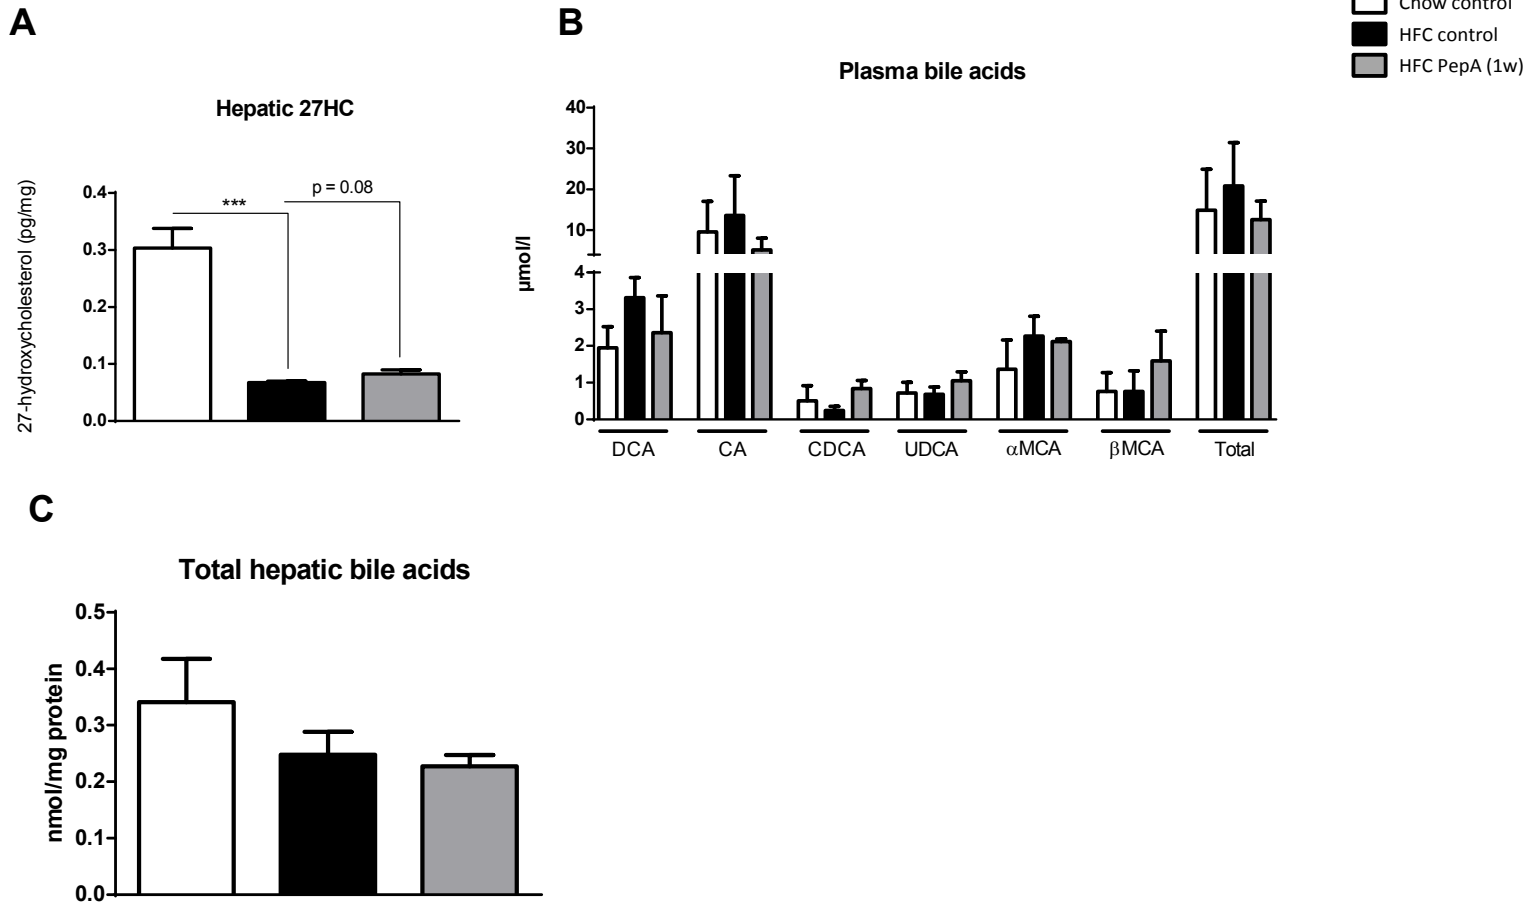 A
B
Chow control
HFC control
HFC PepA (1w)
Hepatic 27HC
27-hydroxycholesterol (pg/mg)
0.4
0.3
0.2
0.1
0.0
***
p = 0.08
Plasma bile acids
µmol/l
40
30
20
10
4
3
2
1
0
DCA CA CDCA UDCA αMCA βMCA Total
C
Total hepatic bile acids
nmol/mg protein
0.5
0.4
0.3
0.2
0.1
0.0